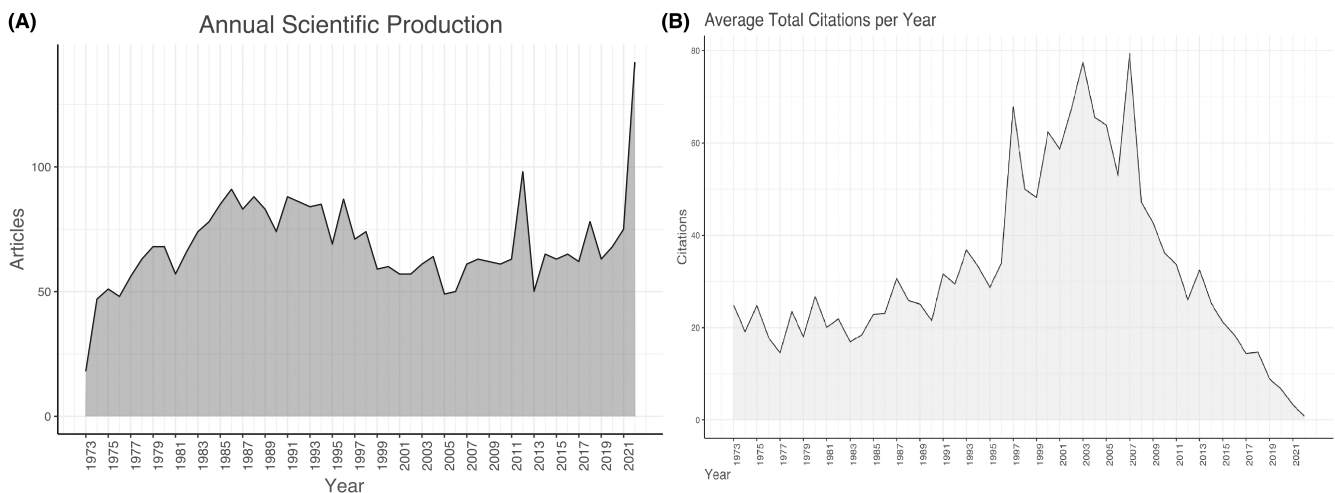 (A)
Annual Scientific Production
Articles
100
50
0
1973 1975 1977 1979 1981 1983 1985 1987 1989 1991 1993 1995 1997 1999 2001 2003 2005 2007 2009 2011 2013 2015 2017 2019 2021
Year
(B) Average Total Citations per Year
Citations
80
60
40
20
0
1973 1975 1977 1979 1981 1983 1985 1987 1989 1991 1993 1995 1997 1999 2001 2003 2005 2007 2009 2011 2013 2015 2017 2019 2021
Year